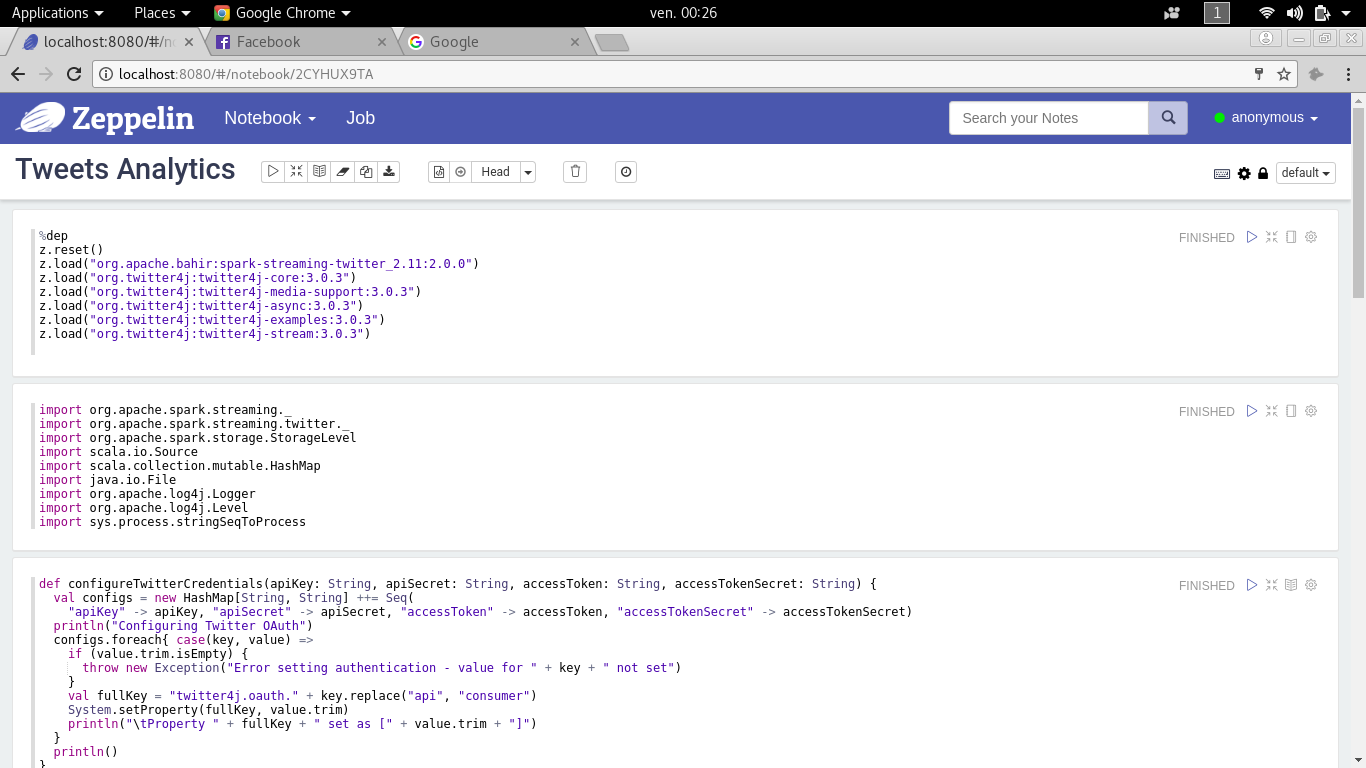 Applications Places Google Chrome ven. 00:26 1
localhost:8080/#/no Facebook Google
localhost:8080/#/notebook/2CYHUX9TA
Zeppelin Notebook Job Search your Notes anonymous
Tweets Analytics Head default
FINISHED
%dep
z.reset()
z.load("org.apache.bahir:spark-streaming-twitter_2.11:2.0.0")
z.load("org.twitter4j:twitter4j-core:3.0.3")
z.load("org.twitter4j:twitter4j-media-support:3.0.3")
z.load("org.twitter4j:twitter4j-async:3.0.3")
z.load("org.twitter4j:twitter4j-examples:3.0.3")
z.load("org.twitter4j:twitter4j-stream:3.0.3")
FINISHED
import org.apache.spark.streaming._
import org.apache.spark.streaming.twitter._
import org.apache.spark.storage.StorageLevel
import scala.io.Source
import scala.collection.mutable.HashMap
import java.io.File
import org.apache.log4j.Logger
import org.apache.log4j.Level
import sys.process.stringSeqToProcess
FINISHED
def configureTwitterCredentials(apiKey: String, apiSecret: String, accessToken: String, accessTokenSecret: String) {
  val configs = new HashMap[String, String] ++= Seq(
    "apiKey" -> apiKey, "apiSecret" -> apiSecret, "accessToken" -> accessToken, "accessTokenSecret" -> accessTokenSecret)
  println("Configuring Twitter OAuth")
  configs.foreach{ case(key, value) =>
    if (value.trim.isEmpty) {
      throw new Exception("Error setting authentication - value for " + key + " not set")
    }
    val fullKey = "twitter4j.oauth." + key.replace("api", "consumer")
    System.setProperty(fullKey, value.trim)
    println("\tProperty " + fullKey + " set as [" + value.trim + "]")
  }
  println()
}